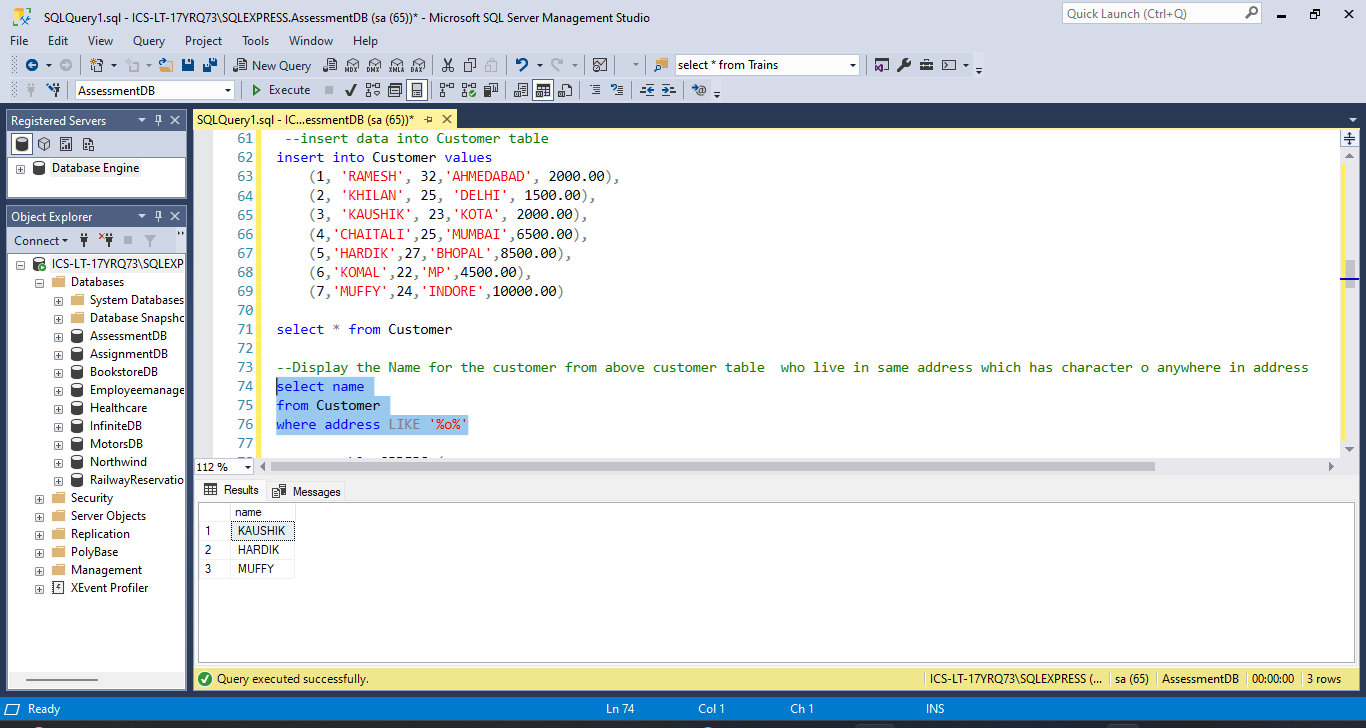 SQLQuery1.sql - ICS-LT-17YRQ73\SQLEXPRESS.AssessmentDB (sa (65))* - Microsoft SQL Server Management Studio
Quick Launch (Ctrl+Q)
File Edit View Query Project Tools Window Help
New Query
MDX DMX XMLA DAX
select * from Trains
AssessmentDB
Execute
Registered Servers
Database Engine
Object Explorer
Connect
ICS-LT-17YRQ73\SQLEXP
Databases
System Databases
Database Snapsho
AssessmentDB
AssignmentDB
BookstoreDB
Employeemanage
Healthcare
InfiniteDB
MotorsDB
Northwind
RailwayReservatio
Security
Server Objects
Replication
PolyBase
Management
XEvent Profiler
SQLQuery1.sql - IC...essmentDB (sa (65))*
61 --insert data into Customer table
62 insert into Customer values
63 (1, 'RAMESH', 32,'AHMEDABAD', 2000.00),
64 (2, 'KHILAN', 25, 'DELHI', 1500.00),
65 (3, 'KAUSHIK', 23,'KOTA', 2000.00),
66 (4,'CHAITALI',25,'MUMBAI',6500.00),
67 (5,'HARDIK',27,'BHOPAL',8500.00),
68 (6,'KOMAL',22,'MP',4500.00),
69 (7,'MUFFY',24,'INDORE',10000.00)
70
71 select * from Customer
72
73 --Display the Name for the customer from above customer table  who live in same address which has character o anywhere in address
74 select name
75 from Customer
76 where address LIKE '%o%'
77
112 %
Results Messages
name
1 KAUSHIK
2 HARDIK
3 MUFFY
Query executed successfully.
ICS-LT-17YRQ73\SQLEXPRESS (... sa (65) AssessmentDB 00:00:00 3 rows
Ready Ln 74 Col 1 Ch 1 INS